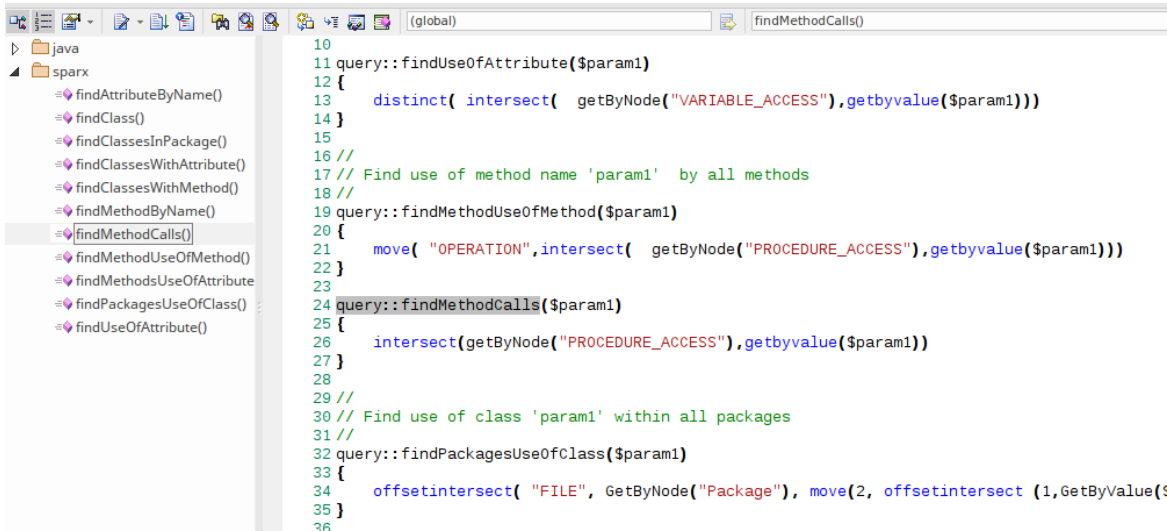 (global)
findMethodCalls()
java
sparx
findAttributeByName()
findClass()
findClassesInPackage()
findClassesWithAttribute()
findClassesWithMethod()
findMethodByName()
findMethodCalls()
findMethodUseOfMethod()
findMethodsUseOfAttribute
findPackagesUseOfClass()
findUseOfAttribute()
10
11 query::findUseOfAttribute($param1)
12 {
13 distinct( intersect( getByNode("VARIABLE_ACCESS"),getbyvalue($param1)))
14 }
15
16 //
17 // Find use of method name 'param1' by all methods
18 //
19 query::findMethodUseOfMethod($param1)
20 {
21 move( "OPERATION",intersect( getByNode("PROCEDURE_ACCESS"),getbyvalue($param1)))
22 }
23
24 query::findMethodCalls($param1)
25 {
26 intersect(getByNode("PROCEDURE_ACCESS"),getbyvalue($param1))
27 }
28
29 //
30 // Find use of class 'param1' within all packages
31 //
32 query::findPackagesUseOfClass($param1)
33 {
34 offsetintersect( "FILE", GetByNode("Package"), move(2, offsetintersect (1,GetByValue($
35 }
36